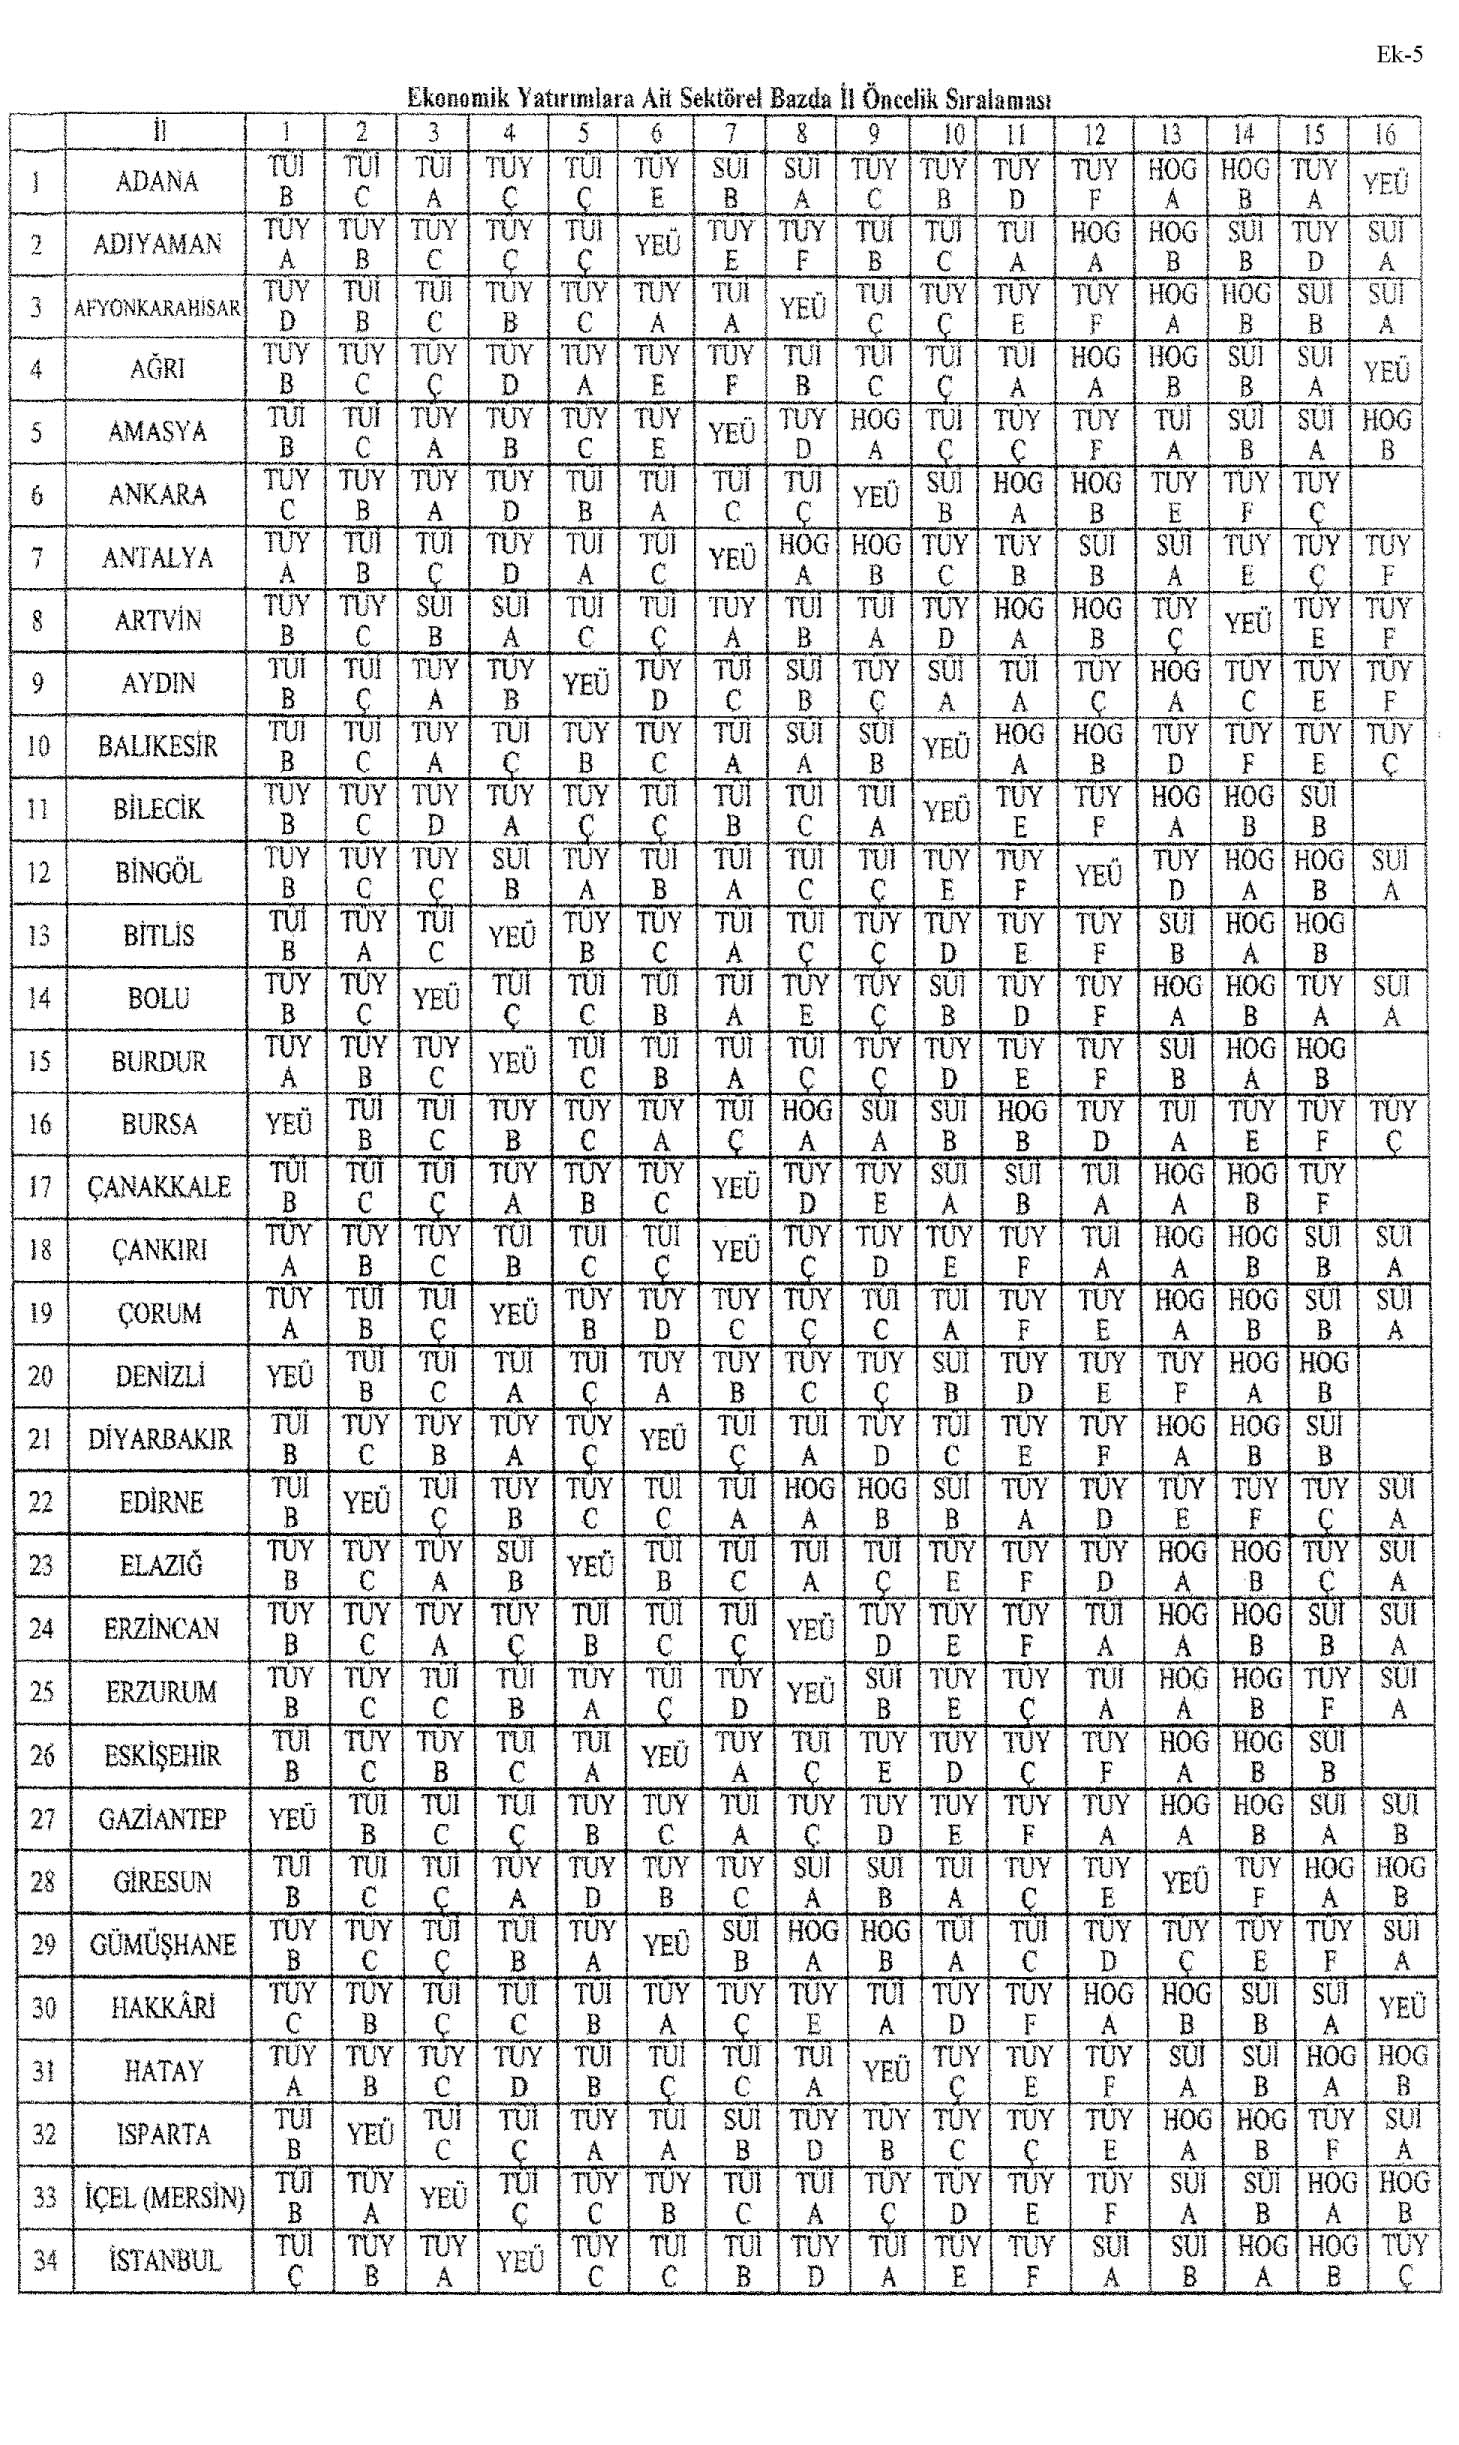 Ek-5
Ekonomik Yatırımlara Ait Sektörel Bazda İl Öncelik Sıralaması
İl 1 2 3 4 5 6 7 8 9 10 11 12 13 14 15 16
1 ADANA TÜİ B TÜİ C TÜİ A TÜY Ç TÜİ Ç TÜY E SÜİ B SÜİ A TÜY C TÜY B TÜY D TÜY F HOG A HOG B TÜY A YEÜ
2 ADIYAMAN TÜY A TÜY B TÜY C TÜY Ç TÜİ Ç YEÜ TÜY E TÜY F TÜİ B TÜİ C TÜİ A HOG A HOG B SÜİ B TÜY D SÜİ A
3 AFYONKARAHİSAR TÜY D TÜİ B TÜİ C TÜY B TÜY C TÜY A TÜİ A YEÜ TÜİ Ç TÜY Ç TÜY E TÜY F HOG A HOG B SÜİ B SÜİ A
4 AĞRI TÜY B TÜY C TÜY Ç TÜY D TÜY A TÜY E TÜY F TÜİ B TÜİ C TÜİ Ç TÜİ A HOG A HOG B SÜİ B SÜİ A YEÜ
5 AMASYA TÜİ B TÜİ C TÜY A TÜY B TÜY C TÜY E YEÜ TÜY D HOG A TÜİ Ç TÜY Ç TÜY F TÜİ A SÜİ B SÜİ A HOG B
6 ANKARA TÜY C TÜY B TÜY A TÜY D TÜİ B TÜİ A TÜİ C TÜİ Ç YEÜ SÜİ B HOG A HOG B TÜY E TÜY F TÜY Ç
7 ANTALYA TÜY A TÜİ B TÜİ Ç TÜY D TÜİ A TÜİ C YEÜ HOG A HOG B TÜY C TÜY B SÜİ B SÜİ A TÜY E TÜY Ç TÜY F
8 ARTVİN TÜY B TÜY C SÜİ B SÜİ A TÜİ C TÜİ Ç TÜY A TÜİ B TÜİ A TÜY D HOG A HOG B TÜY Ç YEÜ TÜY E TÜY F
9 AYDIN TÜİ B TÜİ Ç TÜY A TÜY B YEÜ TÜY D TÜİ C SÜİ B TÜY Ç SÜİ A TÜİ A TÜY Ç HOG A TÜY C TÜY E TÜY F
10 BALIKESİR TÜİ B TÜİ C TÜY A TÜİ Ç TÜY B TÜY C TÜİ A SÜİ A SÜİ B YEÜ HOG A HOG B TÜY D TÜY F TÜY E TÜY Ç
11 BİLECİK TÜY B TÜY C TÜY D TÜY A TÜY Ç TÜİ Ç TÜİ B TÜİ C TÜİ A YEÜ TÜY E TÜY F HOG A HOG B SÜİ B
12 BİNGÖL TÜY B TÜY C TÜY Ç SÜİ B TÜY A TÜİ B TÜİ A TÜİ C TÜİ Ç TÜY E TÜY F YEÜ TÜY D HOG A HOG B SÜİ A
13 BİTLİS TÜİ B TÜY A TÜİ C YEÜ TÜY B TÜY C TÜİ A TÜİ Ç TÜY Ç TÜY D TÜY E TÜY F SÜİ B HOG A HOG B
14 BOLU TÜY B TÜY C YEÜ TÜİ Ç TÜİ C TÜİ B TÜİ A TÜY E TÜY Ç SÜİ B TÜY D TÜY F HOG A HOG B TÜY A SÜİ A
15 BURDUR TÜY A TÜY B TÜY C YEÜ TÜİ C TÜİ B TÜİ A TÜİ Ç TÜY Ç TÜY D TÜY E TÜY F SÜİ B HOG A HOG B
16 BURSA YEÜ TÜİ B TÜİ C TÜY B TÜY C TÜY A TÜİ Ç HOG A SÜİ A SÜİ B HOG B TÜY D TÜİ A TÜY E TÜY F TÜY Ç
17 ÇANAKKALE TÜİ B TÜİ C TÜİ Ç TÜY A TÜY B TÜY C YEÜ TÜY D TÜY E SÜİ A SÜİ B TÜİ A HOG A HOG B TÜY F
18 ÇANKIRI TÜY A TÜY B TÜY C TÜİ B TÜİ C TÜİ Ç YEÜ TÜY Ç TÜY D TÜY E TÜY F TÜİ A HOG A HOG B SÜİ B SÜİ A
19 ÇORUM TÜY A TÜİ B TÜİ Ç YEÜ TÜY B TÜY D TÜY C TÜY Ç TÜİ C TÜİ A TÜY F TÜY E HOG A HOG B SÜİ B SÜİ A
20 DENİZLİ YEÜ TÜİ B TÜİ C TÜİ A TÜİ Ç TÜY A TÜY B TÜY C TÜY Ç SÜİ B TÜY D TÜY E TÜY F HOG A HOG B
21 DİYARBAKIR TÜİ B TÜY C TÜY B TÜY A TÜY Ç YEÜ TÜİ Ç TÜİ A TÜY D TÜİ C TÜY E TÜY F HOG A HOG B SÜİ B
22 EDİRNE TÜİ B YEÜ TÜİ Ç TÜY B TÜY C TÜİ C TÜİ A HOG A HOG B SÜİ B TÜY A TÜY D TÜY E TÜY F TÜY Ç SÜİ A
23 ELAZIĞ TÜY B TÜY C TÜY A SÜİ B YEÜ TÜİ B TÜİ C TÜİ A TÜİ Ç TÜY E TÜY F TÜY D HOG A HOG B TÜY Ç SÜİ A
24 ERZİNCAN TÜY B TÜY C TÜY A TÜY Ç TÜİ B TÜİ C TÜİ Ç YEÜ TÜY D TÜY E TÜY F TÜİ A HOG A HOG B SÜİ B SÜİ A
25 ERZURUM TÜY B TÜY C TÜİ C TÜİ B TÜY A TÜİ Ç TÜY D YEÜ SÜİ B TÜY E TÜY Ç TÜİ A HOG A HOG B TÜY F SÜİ A
26 ESKİŞEHİR TÜİ B TÜY C TÜY B TÜİ C TÜİ A YEÜ TÜY A TÜİ Ç TÜY E TÜY D TÜY Ç TÜY F HOG A HOG B SÜİ B
27 GAZİANTEP YEÜ TÜİ B TÜİ C TÜİ Ç TÜY B TÜY C TÜİ A TÜY Ç TÜY D TÜY E TÜY F TÜY A HOG A HOG B SÜİ A SÜİ B
28 GİRESUN TÜİ B TÜİ C TÜİ Ç TÜY A TÜY D TÜY B TÜY C SÜİ A SÜİ B TÜİ A TÜY Ç TÜY E YEÜ TÜY F HOG A HOG B
29 GÜMÜŞHANE TÜY B TÜY C TÜİ Ç TÜİ B TÜY A YEÜ SÜİ B HOG A HOG B TÜİ A TÜİ C TÜY D TÜY Ç TÜY E TÜY F SÜİ A
30 HAKKÂRİ TÜY C TÜY B TÜİ Ç TÜİ C TÜİ B TÜY A TÜY Ç TÜY E TÜİ A TÜY D TÜY F HOG A HOG B SÜİ B SÜİ A YEÜ
31 HATAY TÜY A TÜY B TÜY C TÜY D TÜİ B TÜİ Ç TÜİ C TÜİ A YEÜ TÜY Ç TÜY E TÜY F SÜİ A SÜİ B HOG A HOG B
32 ISPARTA TÜİ B YEÜ TÜİ C TÜİ Ç TÜY A TÜİ A SÜİ B TÜY D TÜY B TÜY C TÜY Ç TÜY E HOG A HOG B TÜY F SÜİ A
33 İÇEL (MERSİN) TÜİ B TÜY A YEÜ TÜİ Ç TÜY C TÜY B TÜİ C TÜİ A TÜY Ç TÜY D TÜY E TÜY F SÜİ A SÜİ B HOG A HOG B
34 İSTANBUL TÜİ Ç TÜY B TÜY A YEÜ TÜY C TÜİ C TÜİ B TÜY D TÜİ A TÜY E TÜY F SÜİ A SÜİ B HOG A HOG B TÜY Ç